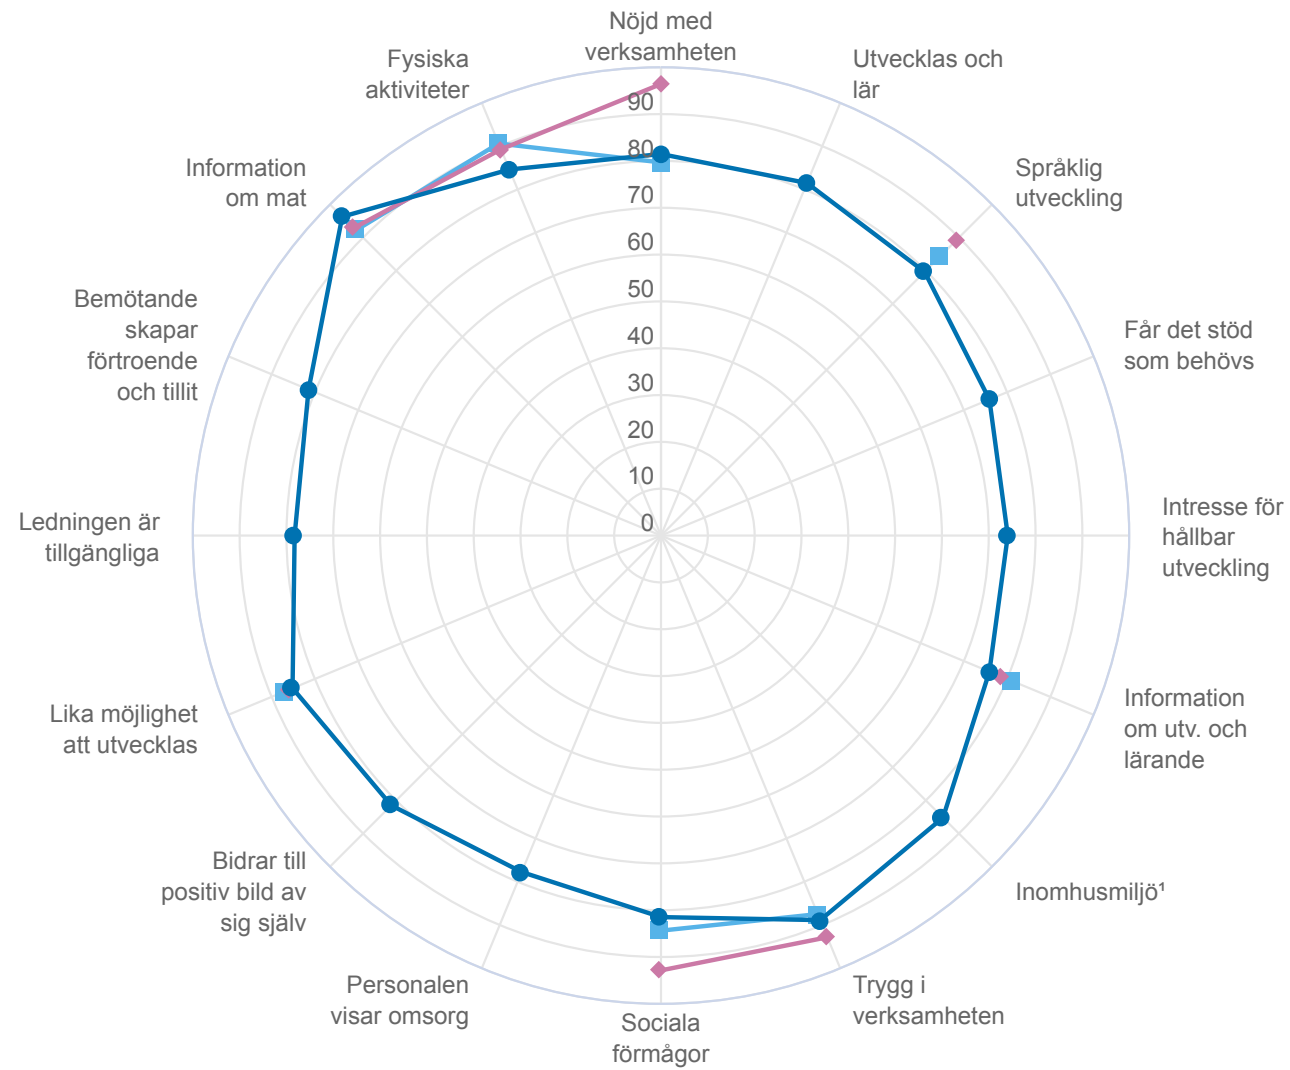 Nöjd med
verksamheten
Utvecklas och
lär
Språklig
utveckling
Får det stöd
som behövs
Intresse för
hållbar
utveckling
Information
om utv. och
lärande
Inomhusmiljö¹
Trygg i
verksamheten
Sociala
förmågor
Personalen
visar omsorg
Bidrar till
positiv bild av
sig själv
Lika möjlighet
att utvecklas
Ledningen är
tillgängliga
Bemötande
skapar
förtroende
och tillit
Information
om mat
Fysiska
aktiviteter
90
80
70
60
50
40
30
20
10
0